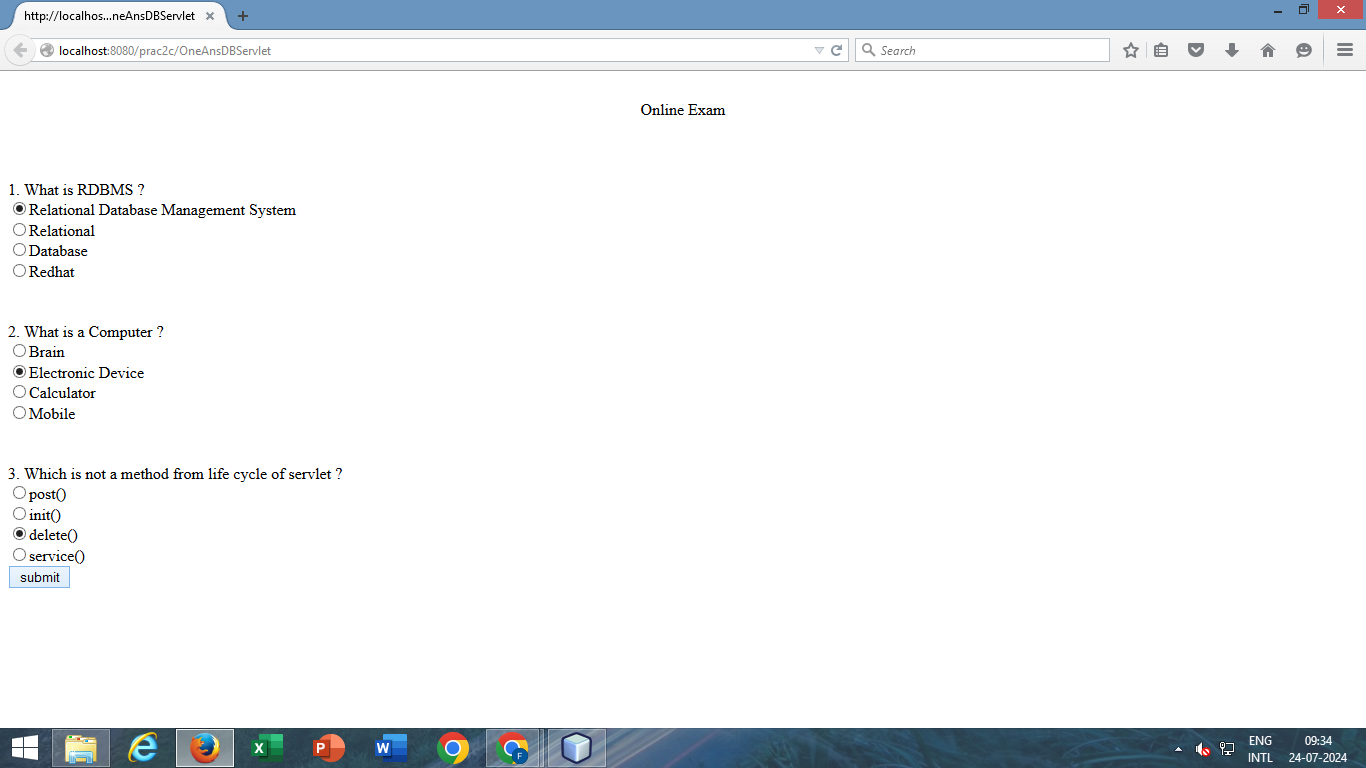 http://localhos...neAnsDBServlet
localhost:8080/prac2c/OneAnsDBServlet
Search
Online Exam
1. What is RDBMS ?
Relational Database Management System
Relational
Database
Redhat
2. What is a Computer ?
Brain
Electronic Device
Calculator
Mobile
3. Which is not a method from life cycle of servlet ?
post()
init()
delete()
service()
submit
ENG
09:34
INTL
24-07-2024